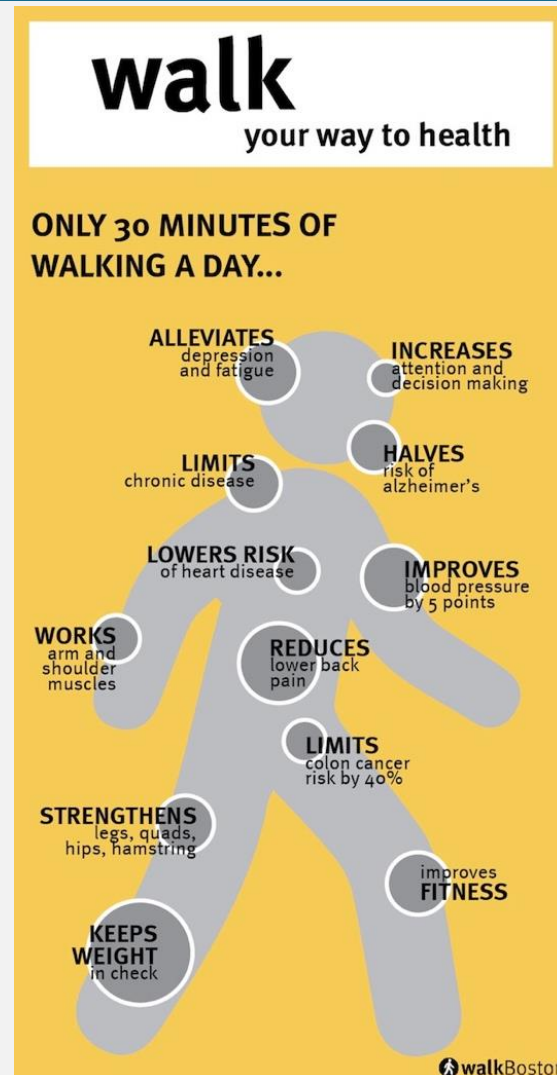 walk
your way to health
ONLY 30 MINUTES OF
WALKING A DAY...
ALLEVIATES
depression
and fatigue
INCREASES
attention and
decision making
HALVES
risk of
alzheimer's
LIMITS
chronic disease
LOWERS RISK
of heart disease
IMPROVES
blood pressure
by 5 points
WORKS
arm and
shoulder
muscles
REDUCES
lower back
pain
LIMITS
colon cancer
risk by 40%
STRENGTHENS
legs, quads,
hips, hamstring
improves
FITNESS
KEEPS
WEIGHT
in check
walkBoston